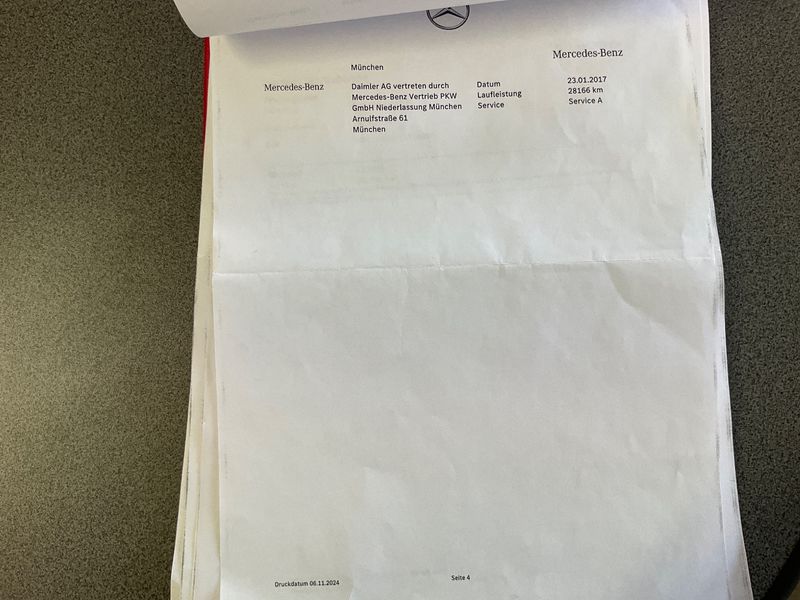 Mercedes-Benz
München
Mercedes-Benz
Daimler AG vertreten durch
Mercedes-Benz Vertrieb PKW
GmbH Niederlassung München
Arnulfstraße 61
München
Datum
Laufleistung
Service
23.01.2017
28166 km
Service A
Druckdatum 06.11.2024
Seite 4